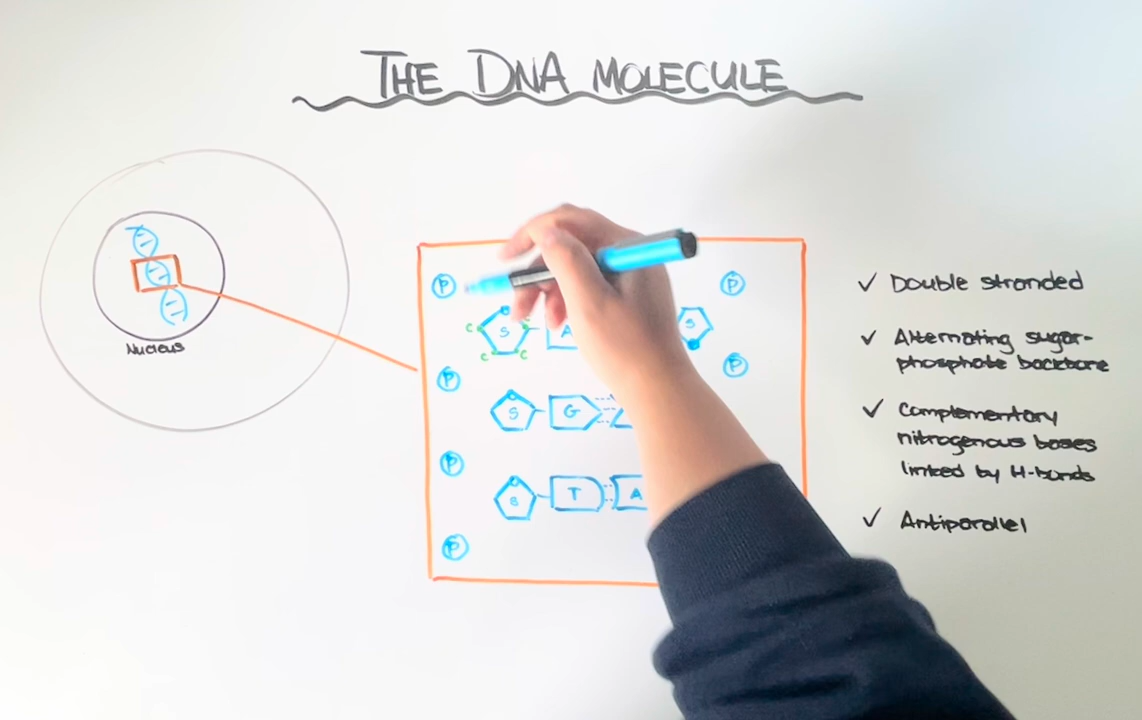 THE DNA MOLECULE
Nucleus
P P
C S C A S
C C
P P
S G
P
S T A
P
✓ Double stranded
✓ Alternating sugar-
phosphate backbone
✓ Complementary
nitrogenous bases
linked by H-bonds
✓ Antiparallel